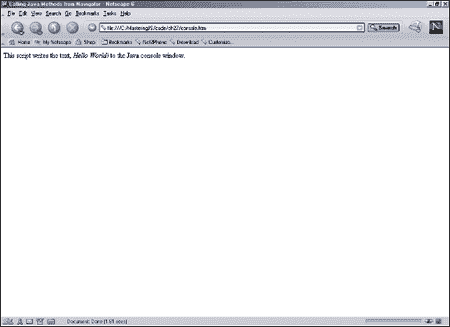 Calling Java Methods from Navigator - Netscape 6
File Edit View Search Go Bookmarks Tasks Help
Search
Home My Netscape Bookmarks Net2Phone Download Customize...
This script writes the text, Hello World! to the Java console window.
Document: Done